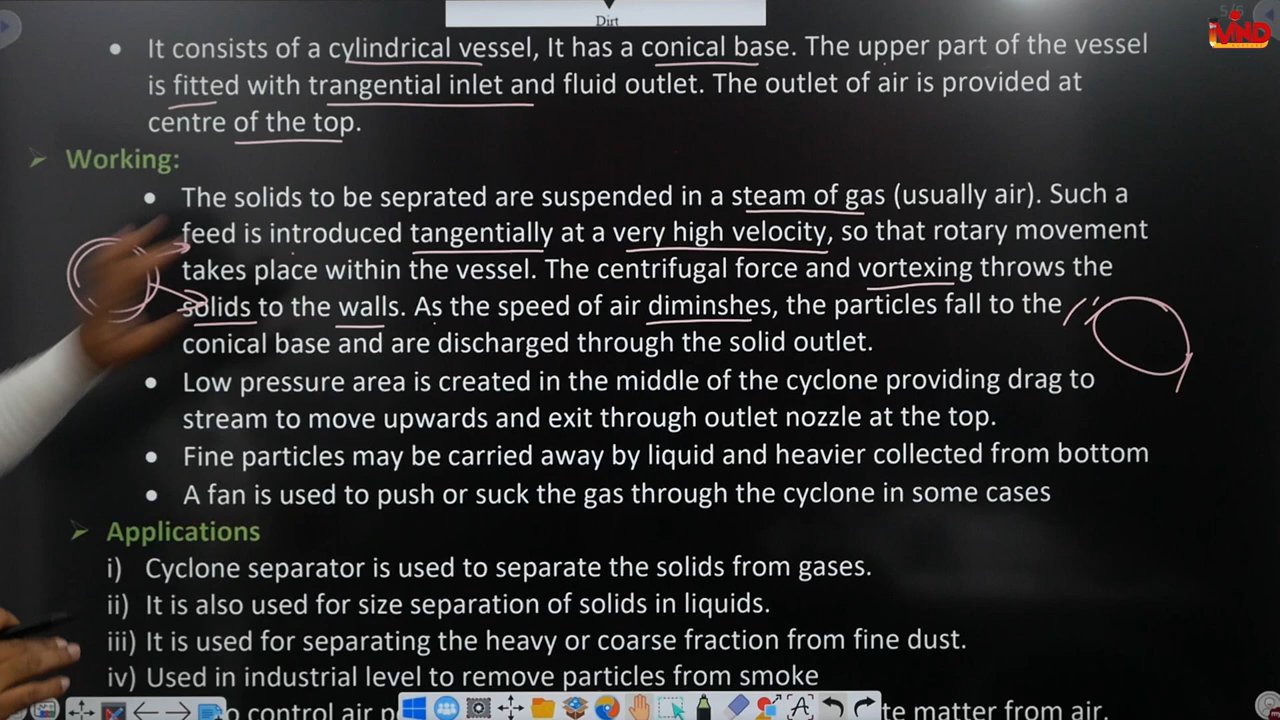 Dirt
5/6
MIND
• It consists of a cylindrical vessel, It has a conical base. The upper part of the vessel
is fitted with trangential inlet and fluid outlet. The outlet of air is provided at
centre of the top.
Working:
• The solids to be seprated are suspended in a steam of gas (usually air). Such a
feed is introduced tangentially at a very high velocity, so that rotary movement
takes place within the vessel. The centrifugal force and vortexing throws the
solids to the walls. As the speed of air diminshes, the particles fall to the
conical base and are discharged through the solid outlet.
• Low pressure area is created in the middle of the cyclone providing drag to
stream to move upwards and exit through outlet nozzle at the top.
• Fine particles may be carried away by liquid and heavier collected from bottom
• A fan is used to push or suck the gas through the cyclone in some cases
Applications
i) Cyclone separator is used to separate the solids from gases.
ii) It is also used for size separation of solids in liquids.
iii) It is used for separating the heavy or coarse fraction from fine dust.
iv) Used in industrial level to remove particles from smoke
control air te matter from air.